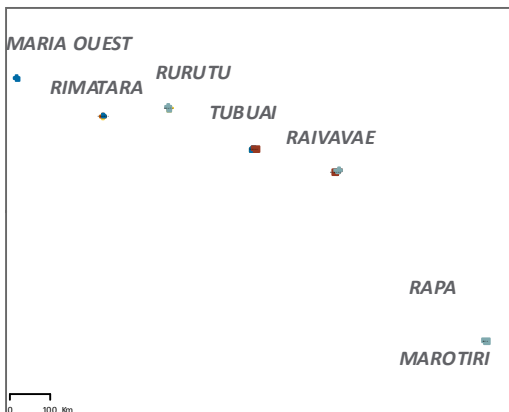 MARIA OUEST
RURUTU
RIMATARA
TUBUAI
RAIVAVAE
RAPA
MAROTIRI
0 100 Km